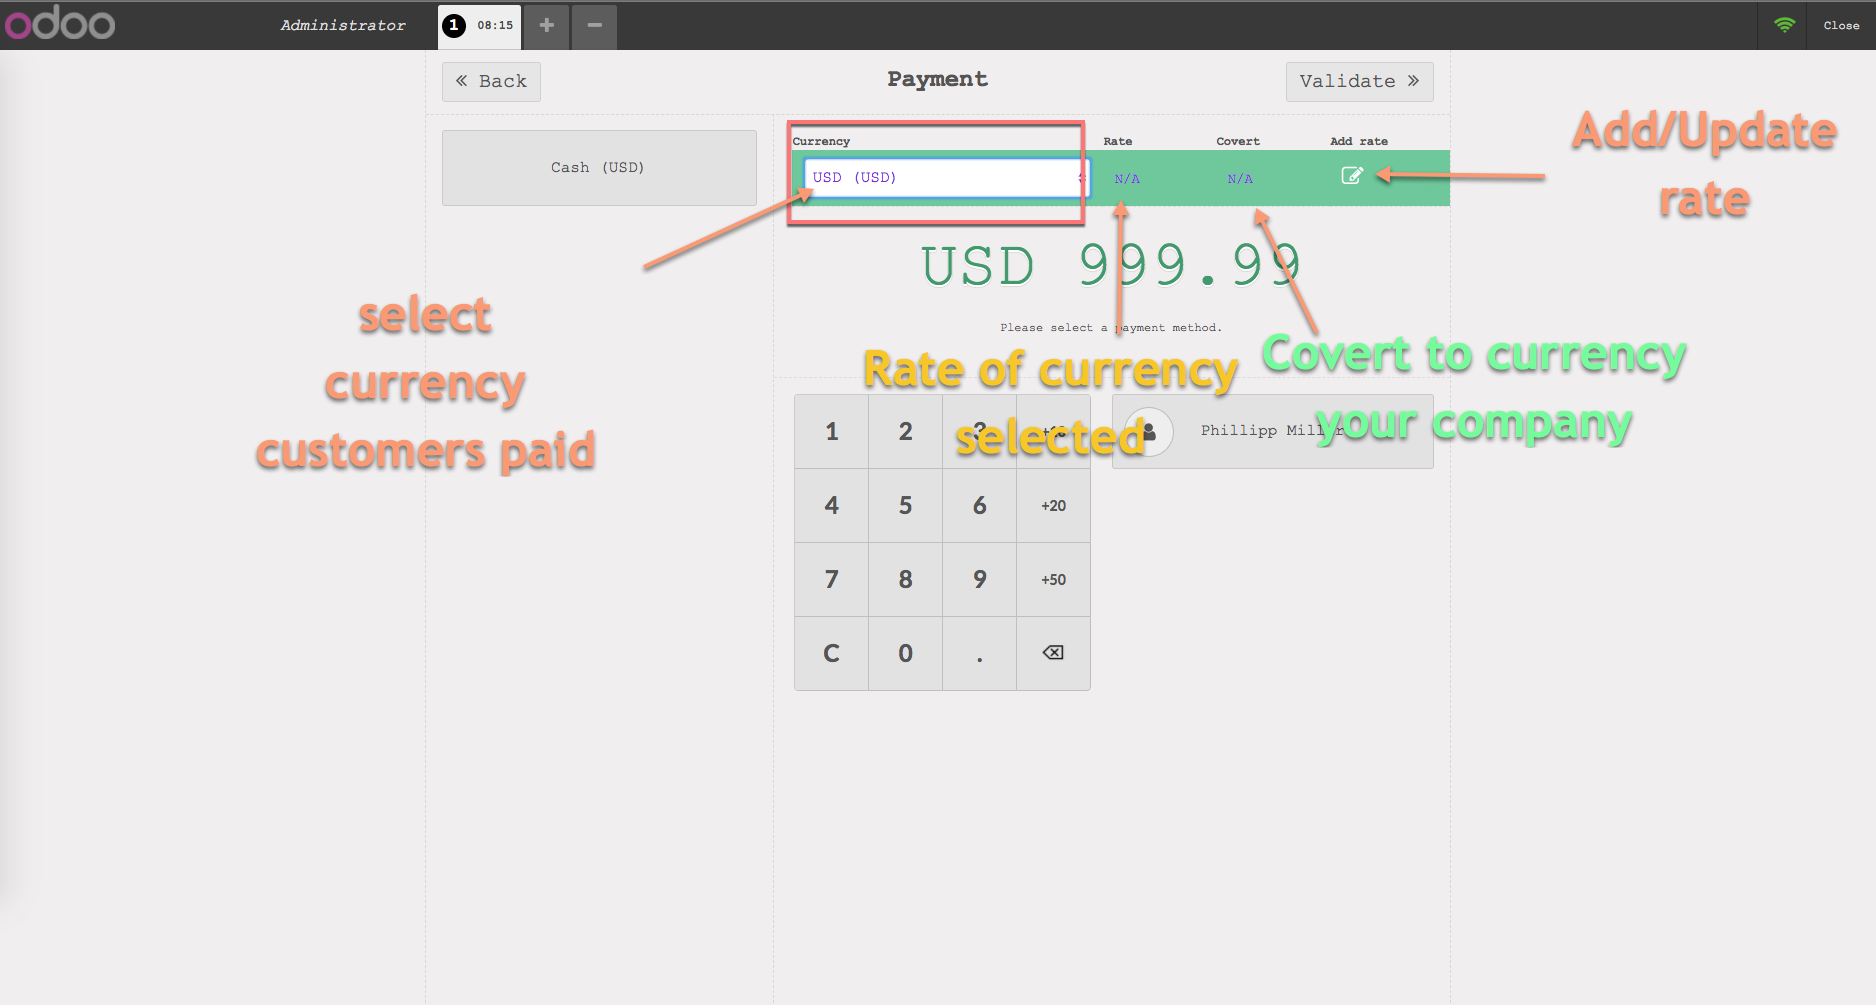 odoo
Administrator
1 08:15
Close
Back
Payment
Validate
Cash (USD)
Currency
Rate
Covert
Add rate
USD (USD)
N/A
N/A
Add/Update
rate
USD 999.99
Please select a payment method.
select
currency
customers paid
Rate of currency
selected
Covert to currency
your company
1 2 3 +10
Phillipp Miller
4 5 6 +20
7 8 9 +50
C 0 .